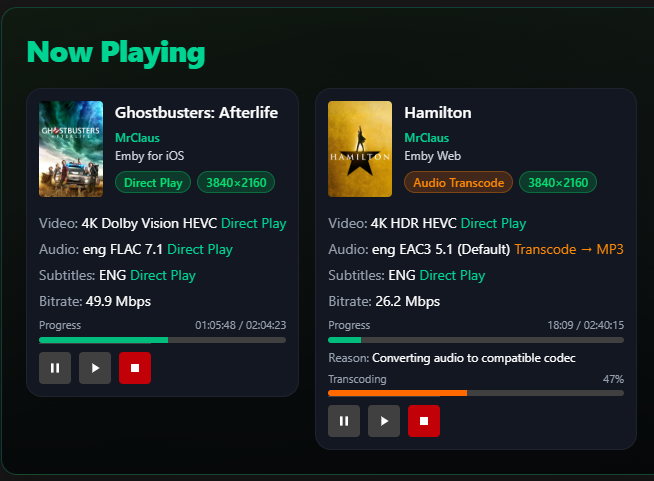 Now Playing
GHOSTBUSTERS
AFTERLIFE
Ghostbusters: Afterlife
MrClaus
Emby for iOS
Direct Play 3840×2160
Video: 4K Dolby Vision HEVC Direct Play
Audio: eng FLAC 7.1 Direct Play
Subtitles: ENG Direct Play
Bitrate: 49.9 Mbps
Progress 01:05:48 / 02:04:23
HAMILTON
Hamilton
MrClaus
Emby Web
Audio Transcode 3840×2160
Video: 4K HDR HEVC Direct Play
Audio: eng EAC3 5.1 (Default) Transcode → MP3
Subtitles: ENG Direct Play
Bitrate: 26.2 Mbps
Progress 18:09 / 02:40:15
Reason: Converting audio to compatible codec
Transcoding 47%